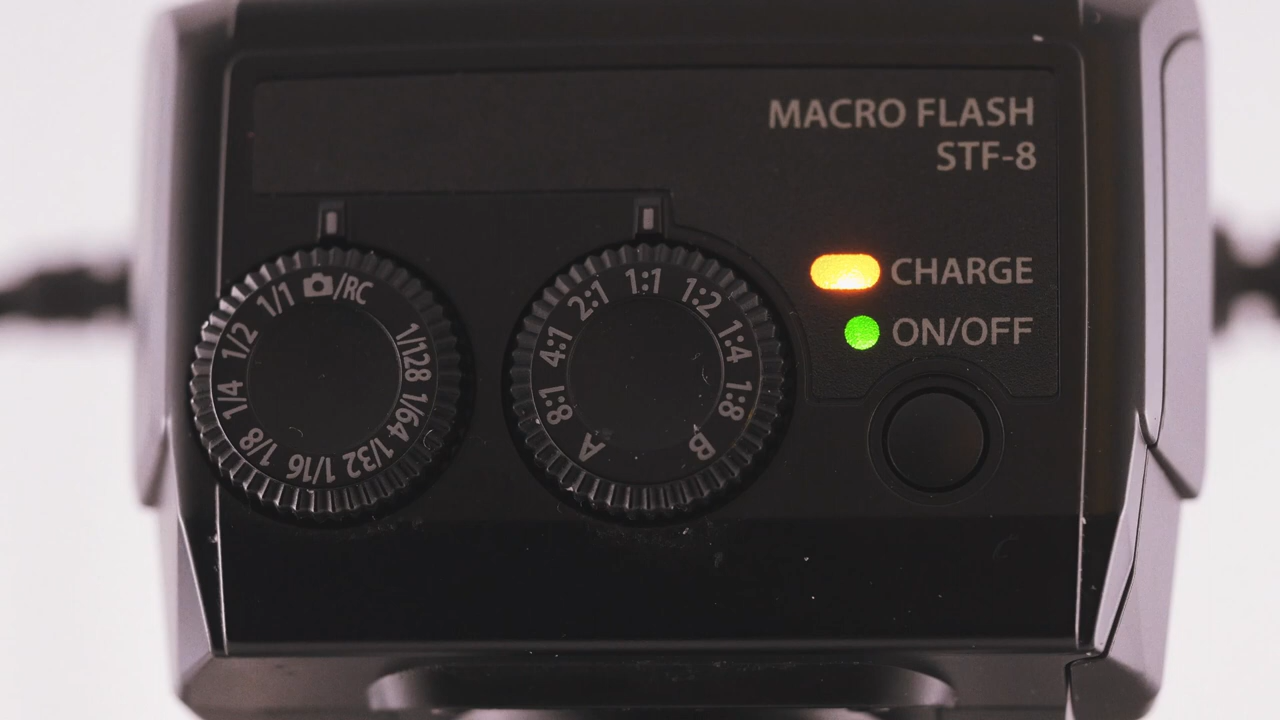 MACRO FLASH
STF-8
CHARGE
ON/OFF
/RC
1/1
1/2
1/4
1/8
1/16
1/32
1/64
1/128
A
8:1
4:1
2:1
1:1
1:2
1:4
1:8
B